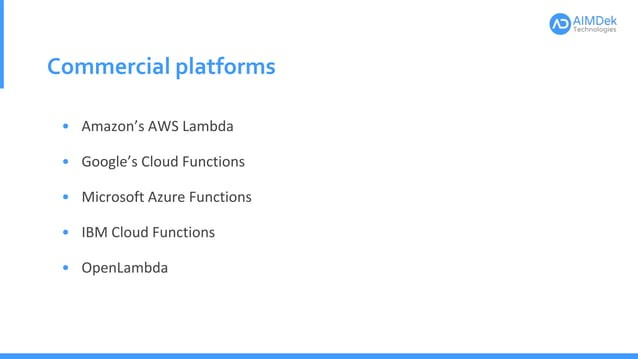 AIMDek
Technologies
Commercial platforms
• Amazon’s AWS Lambda
• Google’s Cloud Functions
• Microsoft Azure Functions
• IBM Cloud Functions
• OpenLambda